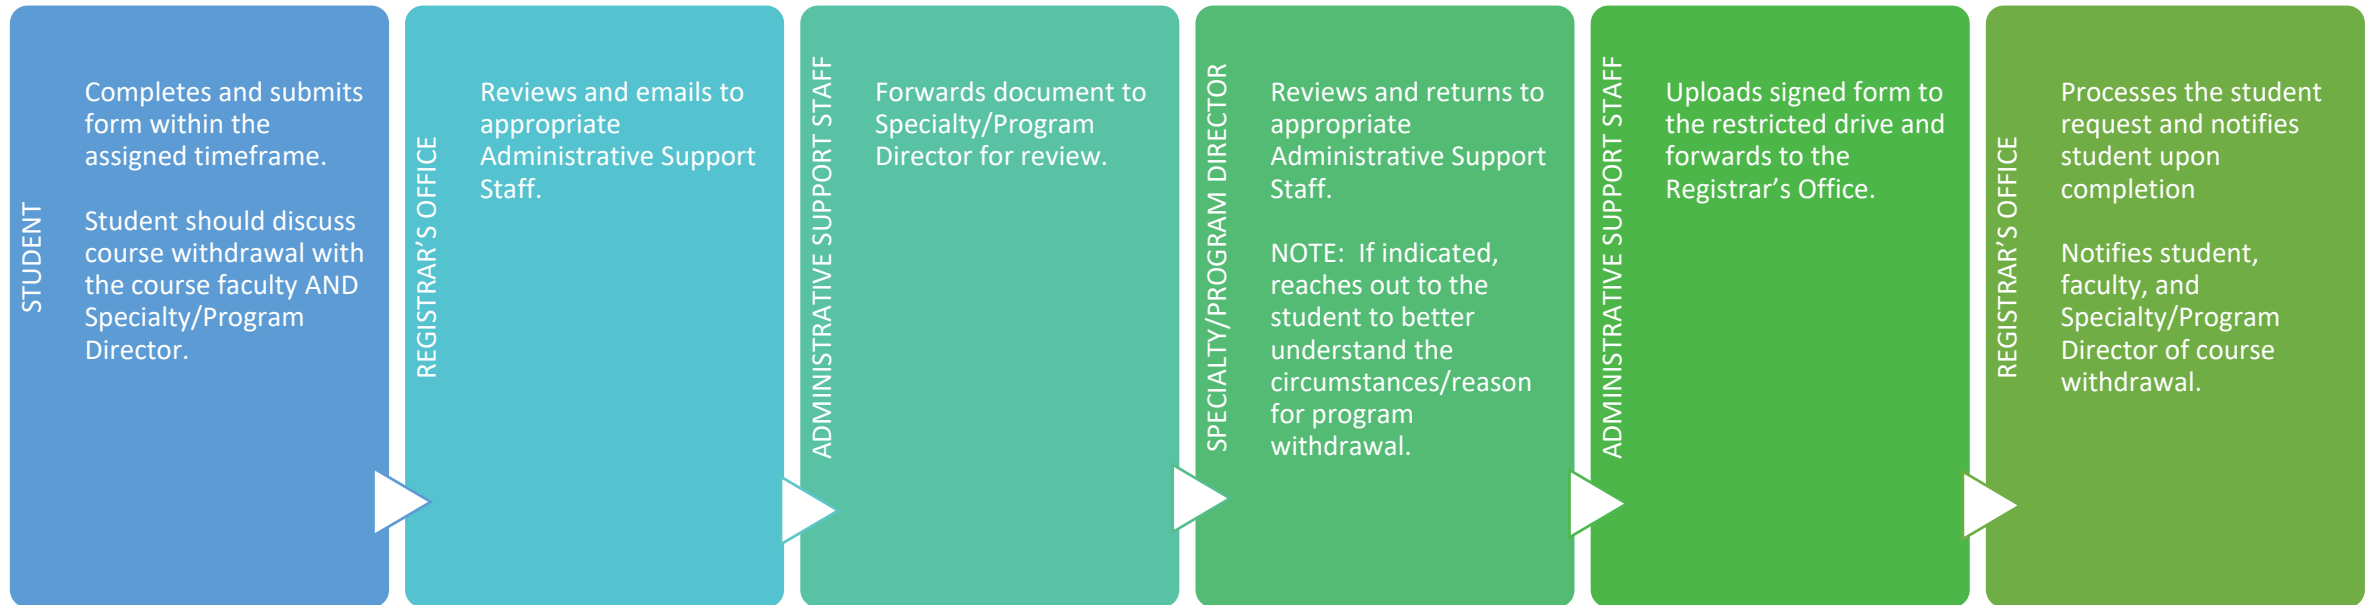 STUDENT
Completes and submits
form within the
assigned timeframe.
Student should discuss
course withdrawal with
the course faculty AND
Specialty/Program
Director.
REGISTRAR’S OFFICE
Reviews and emails to
appropriate
Administrative Support
Staff.
ADMINISTRATIVE SUPPORT STAFF
Forwards document to
Specialty/Program
Director for review.
SPECIALTY/PROGRAM DIRECTOR
Reviews and returns to
appropriate
Administrative Support
Staff.
NOTE:  If indicated,
reaches out to the
student to better
understand the
circumstances/reason
for program
withdrawal.
ADMINISTRATIVE SUPPORT STAFF
Uploads signed form to
the restricted drive and
forwards to the
Registrar’s Office.
REGISTRAR’S OFFICE
Processes the student
request and notifies
student upon
completion
Notifies student,
faculty, and
Specialty/Program
Director of course
withdrawal.